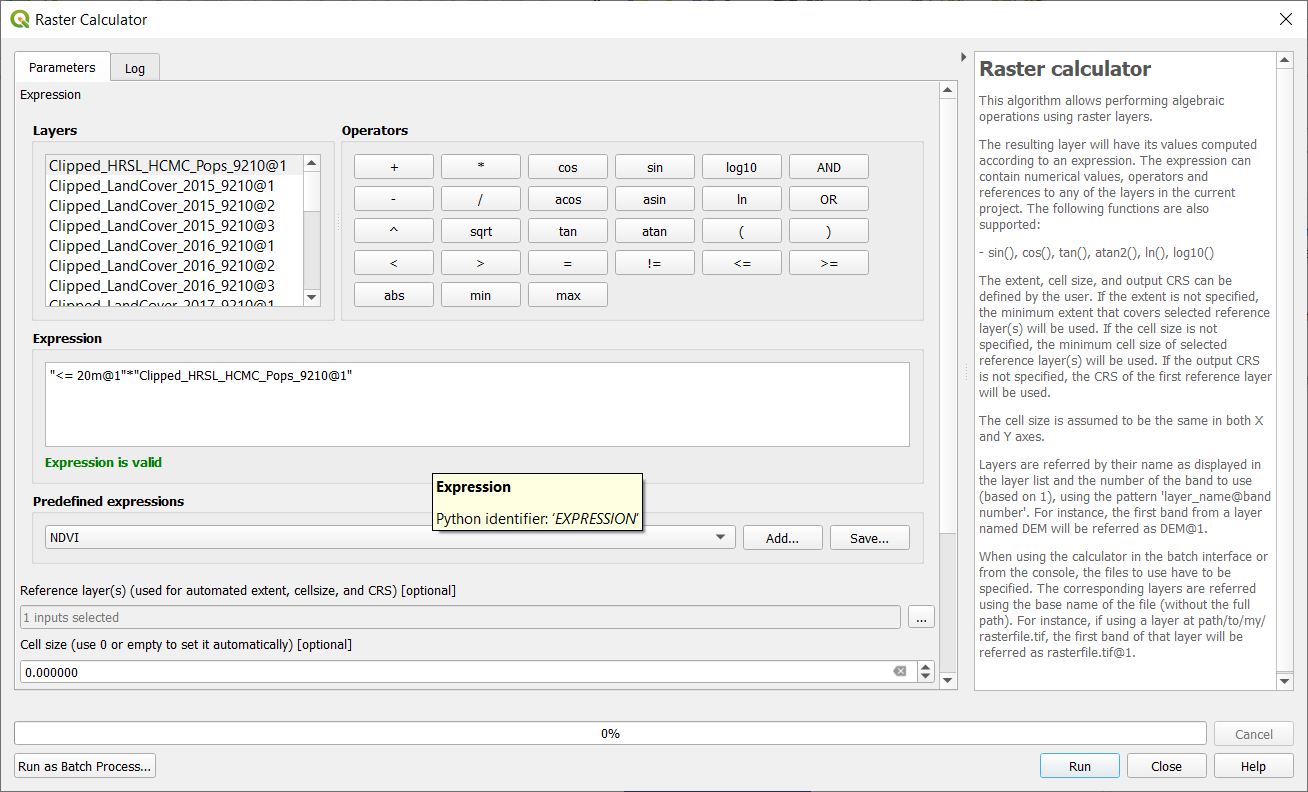 Raster Calculator
Parameters
Log
Expression
Layers
Clipped_HRSL_HCMC_Pops_9210@1
Clipped_LandCover_2015_9210@1
Clipped_LandCover_2015_9210@2
Clipped_LandCover_2015_9210@3
Clipped_LandCover_2016_9210@1
Clipped_LandCover_2016_9210@2
Clipped_LandCover_2016_9210@3
Clipped_LandCover_2017_9210@1
Operators
+ * cos sin log10 AND
- / acos asin ln OR
^ sqrt tan atan ( )
< > = != <= >=
abs min max
Expression
"<= 20m@1"*"Clipped_HRSL_HCMC_Pops_9210@1"
Expression is valid
Expression
Python identifier: 'EXPRESSION'
Predefined expressions
NDVI
Add...
Save...
Reference layer(s) (used for automated extent, cellsize, and CRS) [optional]
1 inputs selected
...
Cell size (use 0 or empty to set it automatically) [optional]
0.000000
Raster calculator
This algorithm allows performing algebraic
operations using raster layers.
The resulting layer will have its values computed
according to an expression. The expression can
contain numerical values, operators and
references to any of the layers in the current
project. The following functions are also
supported:
- sin(), cos(), tan(), atan2(), ln(), log10()
The extent, cell size, and output CRS can be
defined by the user. If the extent is not specified,
the minimum extent that covers selected reference
layer(s) will be used. If the cell size is not
specified, the minimum cell size of selected
reference layer(s) will be used. If the output CRS
is not specified, the CRS of the first reference layer
will be used.
The cell size is assumed to be the same in both X
and Y axes.
Layers are referred by their name as displayed in
the layer list and the number of the band to use
(based on 1), using the pattern 'layer_name@band
number'. For instance, the first band from a layer
named DEM will be referred as DEM@1.
When using the calculator in the batch interface or
from the console, the files to use have to be
specified. The corresponding layers are referred
using the base name of the file (without the full
path). For instance, if using a layer at path/to/my/
rasterfile.tif, the first band of that layer will be
referred as rasterfile.tif@1.
0%
Cancel
Run as Batch Process...
Run
Close
Help